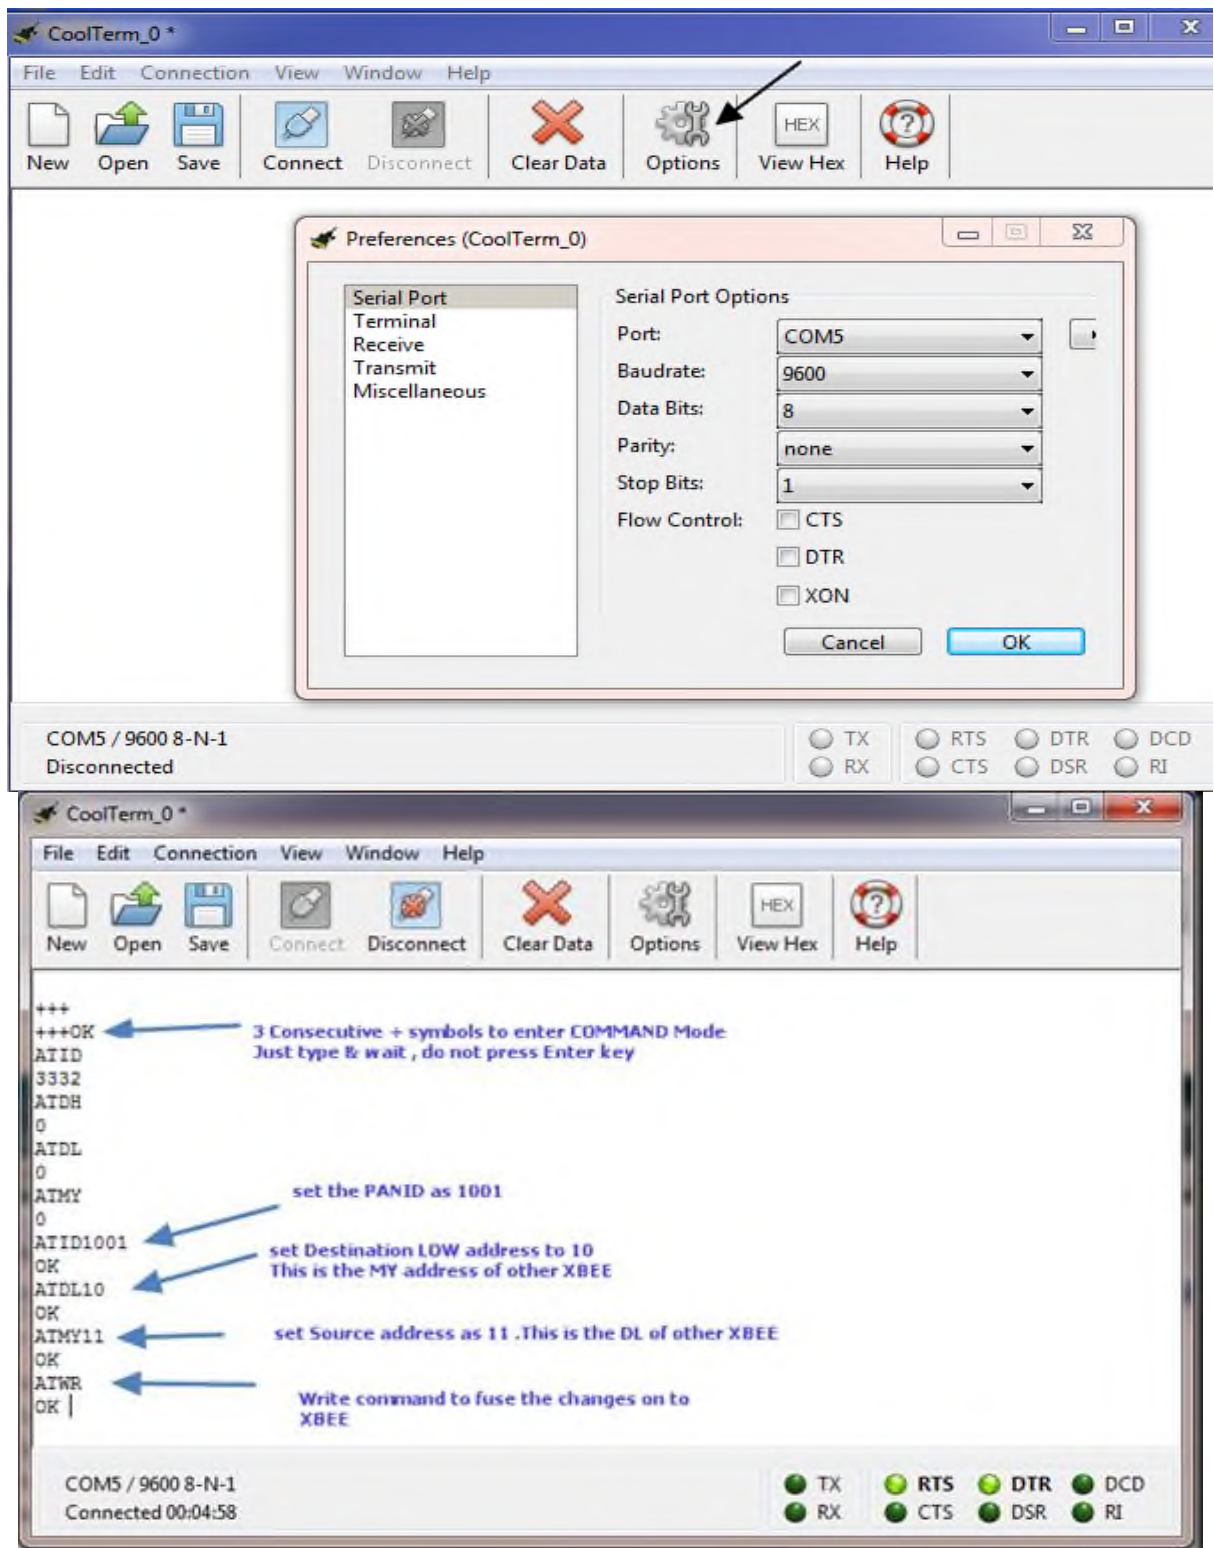 CoolTerm_0 *
File Edit Connection View Window Help
New Open Save Connect Disconnect Clear Data Options HEX View Hex Help
Preferences (CoolTerm_0)
Serial Port
Terminal
Receive
Transmit
Miscellaneous
Serial Port Options
Port: COM5
Baudrate: 9600
Data Bits: 8
Parity: none
Stop Bits: 1
Flow Control: CTS
DTR
XON
Cancel OK
COM5 / 9600 8-N-1
Disconnected
TX RTS DTR DCD
RX CTS DSR RI
CoolTerm_0 *
File Edit Connection View Window Help
New Open Save Connect Disconnect Clear Data Options HEX View Hex Help
+++
+++OK
3 Consecutive + symbols to enter COMMAND Mode
Just type & wait , do not press Enter key
ATID
3332
ATDH
0
ATDL
0
ATMY
0
set the PANID as 1001
ATID1001
OK
set Destination LOW address to 10
This is the MY address of other XBEE
ATDL10
OK
ATMY11
set Source address as 11 .This is the DL of other XBEE
OK
ATWR
OK
Write command to fuse the changes on to
XBEE
COM5 / 9600 8-N-1
Connected 00:04:58
TX RTS DTR DCD
RX CTS DSR RI